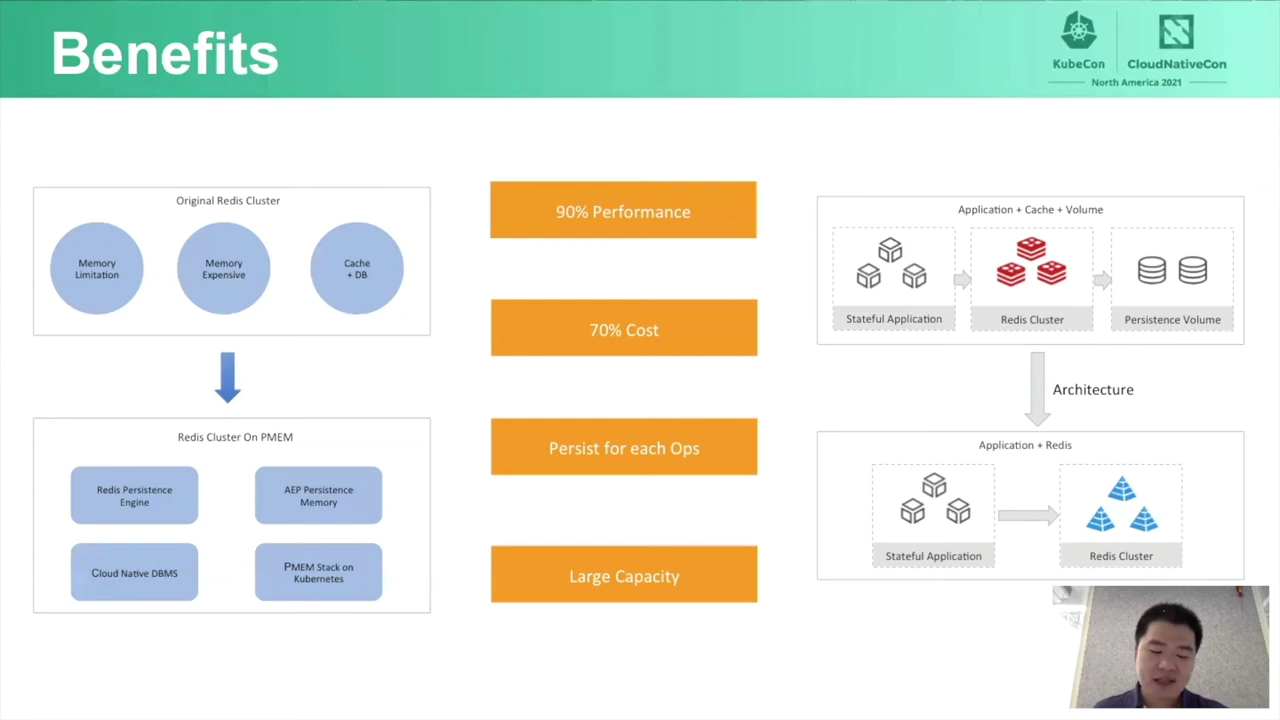 Benefits
KubeCon
CloudNativeCon
North America 2021
Original Redis Cluster
Memory
Limitation
Memory
Expensive
Cache
+ DB
Redis Cluster On PMEM
Redis Persistence
Engine
AEP Persistence
Memory
Cloud Native DBMS
PMEM Stack on
Kubernetes
90% Performance
70% Cost
Persist for each Ops
Large Capacity
Application + Cache + Volume
Stateful Application
Redis Cluster
Persistence Volume
Architecture
Application + Redis
Stateful Application
Redis Cluster